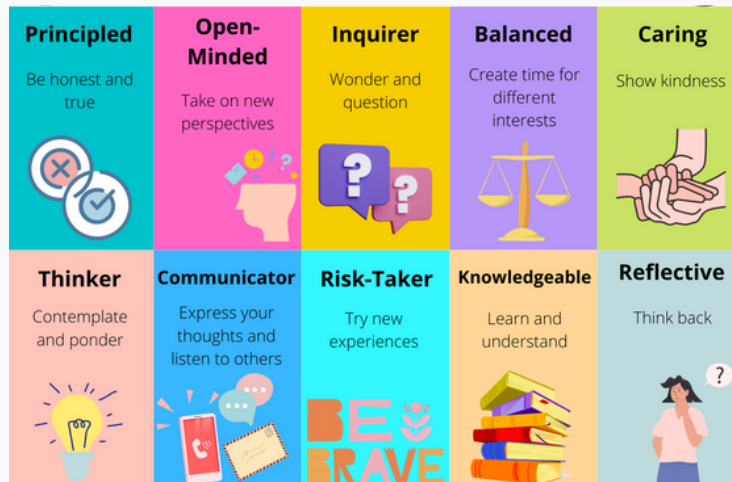 Principled
Be honest and
true
Open-
Minded
Take on new
perspectives
Inquirer
Wonder and
question
? ?
Balanced
Create time for
different
interests
Caring
Show kindness
Thinker
Contemplate
and ponder
Communicator
Express your
thoughts and
listen to others
Risk-Taker
Try new
experiences
BE
BRAVE
Knowledgeable
Learn and
understand
Reflective
Think back
?